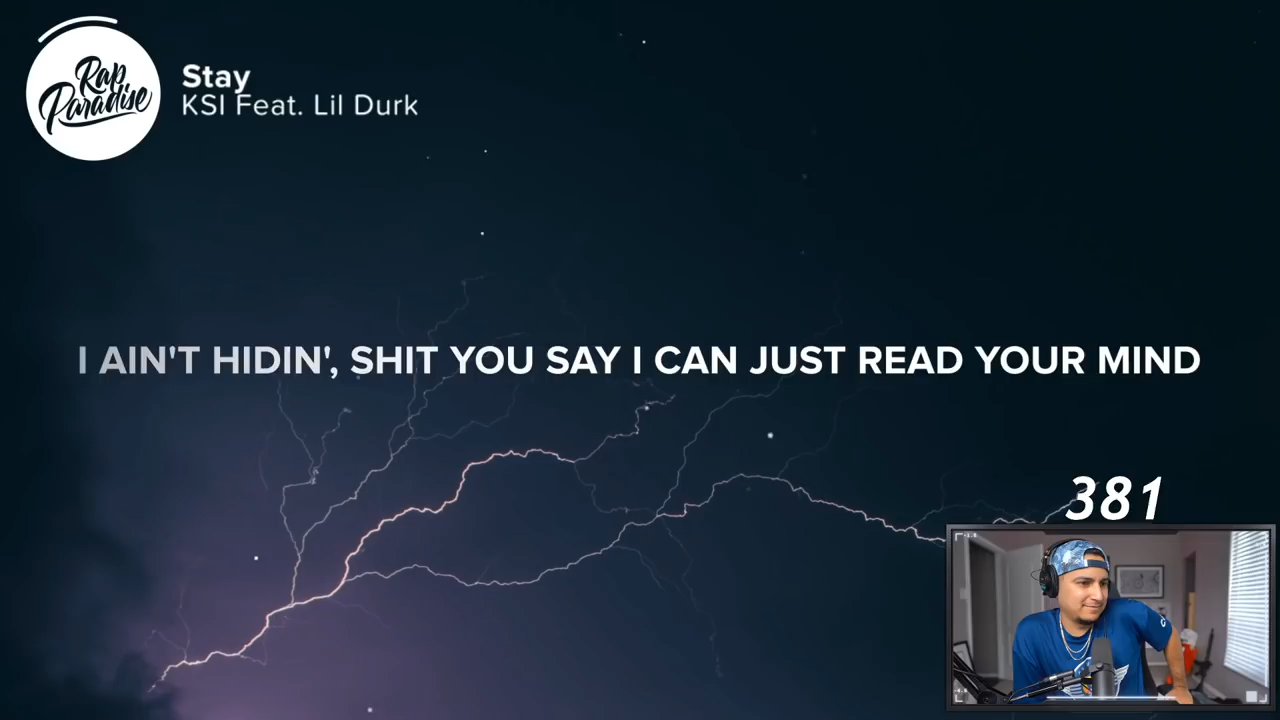 Rap
Paradise
Stay
KSI Feat. Lil Durk
I AIN'T HIDIN', SHIT YOU SAY I CAN JUST READ YOUR MIND
381